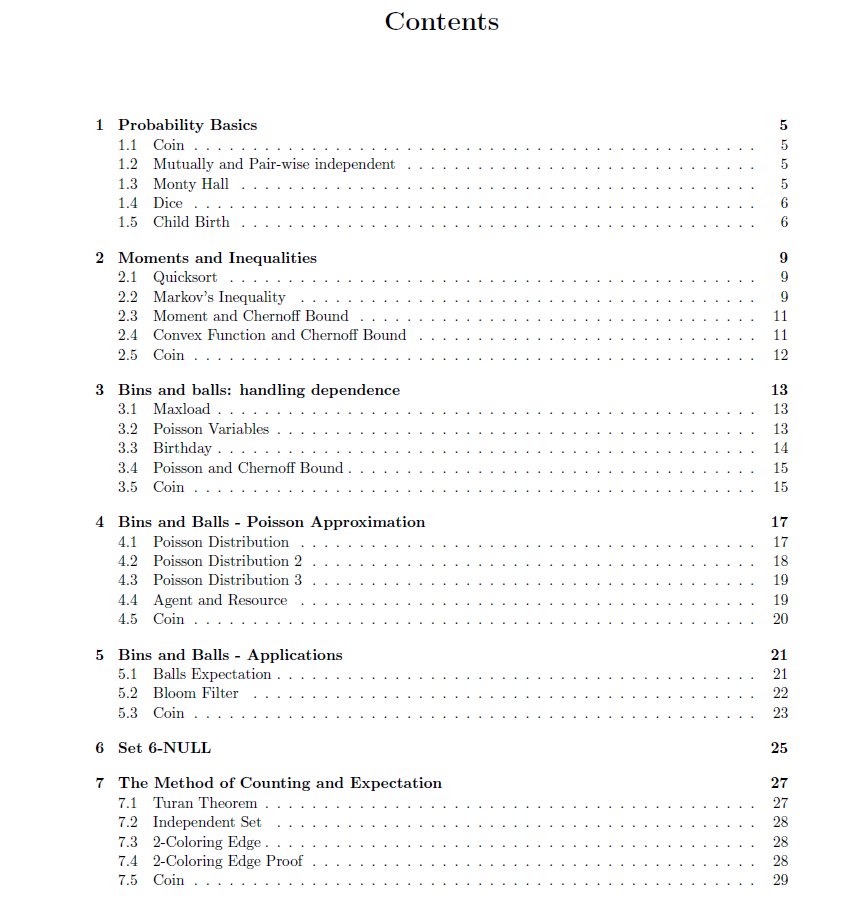 Contents
1 Probability Basics 5
1.1 Coin . . . . . . . . . . . . . . . . . . . . . . . . . . . . . . . . . . . . . . . . . . . . . . . . 5
1.2 Mutually and Pair-wise independent . . . . . . . . . . . . . . . . . . . . . . . . . . . . . . 5
1.3 Monty Hall . . . . . . . . . . . . . . . . . . . . . . . . . . . . . . . . . . . . . . . . . . . . 5
1.4 Dice . . . . . . . . . . . . . . . . . . . . . . . . . . . . . . . . . . . . . . . . . . . . . . . . 6
1.5 Child Birth . . . . . . . . . . . . . . . . . . . . . . . . . . . . . . . . . . . . . . . . . . . . 6
2 Moments and Inequalities 9
2.1 Quicksort . . . . . . . . . . . . . . . . . . . . . . . . . . . . . . . . . . . . . . . . . . . . . 9
2.2 Markov's Inequality . . . . . . . . . . . . . . . . . . . . . . . . . . . . . . . . . . . . . . . 9
2.3 Moment and Chernoff Bound . . . . . . . . . . . . . . . . . . . . . . . . . . . . . . . . . . 11
2.4 Convex Function and Chernoff Bound . . . . . . . . . . . . . . . . . . . . . . . . . . . . . 11
2.5 Coin . . . . . . . . . . . . . . . . . . . . . . . . . . . . . . . . . . . . . . . . . . . . . . . . 12
3 Bins and balls: handling dependence 13
3.1 Maxload . . . . . . . . . . . . . . . . . . . . . . . . . . . . . . . . . . . . . . . . . . . . . . 13
3.2 Poisson Variables . . . . . . . . . . . . . . . . . . . . . . . . . . . . . . . . . . . . . . . . . 13
3.3 Birthday . . . . . . . . . . . . . . . . . . . . . . . . . . . . . . . . . . . . . . . . . . . . . . 14
3.4 Poisson and Chernoff Bound . . . . . . . . . . . . . . . . . . . . . . . . . . . . . . . . . . . 15
3.5 Coin . . . . . . . . . . . . . . . . . . . . . . . . . . . . . . . . . . . . . . . . . . . . . . . . 15
4 Bins and Balls - Poisson Approximation 17
4.1 Poisson Distribution . . . . . . . . . . . . . . . . . . . . . . . . . . . . . . . . . . . . . . . 17
4.2 Poisson Distribution 2 . . . . . . . . . . . . . . . . . . . . . . . . . . . . . . . . . . . . . . 18
4.3 Poisson Distribution 3 . . . . . . . . . . . . . . . . . . . . . . . . . . . . . . . . . . . . . . 19
4.4 Agent and Resource . . . . . . . . . . . . . . . . . . . . . . . . . . . . . . . . . . . . . . . 19
4.5 Coin . . . . . . . . . . . . . . . . . . . . . . . . . . . . . . . . . . . . . . . . . . . . . . . . 20
5 Bins and Balls - Applications 21
5.1 Balls Expectation . . . . . . . . . . . . . . . . . . . . . . . . . . . . . . . . . . . . . . . . . 21
5.2 Bloom Filter . . . . . . . . . . . . . . . . . . . . . . . . . . . . . . . . . . . . . . . . . . . 22
5.3 Coin . . . . . . . . . . . . . . . . . . . . . . . . . . . . . . . . . . . . . . . . . . . . . . . . 23
6 Set 6-NULL 25
7 The Method of Counting and Expectation 27
7.1 Turan Theorem . . . . . . . . . . . . . . . . . . . . . . . . . . . . . . . . . . . . . . . . . . 27
7.2 Independent Set . . . . . . . . . . . . . . . . . . . . . . . . . . . . . . . . . . . . . . . . . 28
7.3 2-Coloring Edge . . . . . . . . . . . . . . . . . . . . . . . . . . . . . . . . . . . . . . . . . . 28
7.4 2-Coloring Edge Proof . . . . . . . . . . . . . . . . . . . . . . . . . . . . . . . . . . . . . . 28
7.5 Coin . . . . . . . . . . . . . . . . . . . . . . . . . . . . . . . . . . . . . . . . . . . . . . . . 29